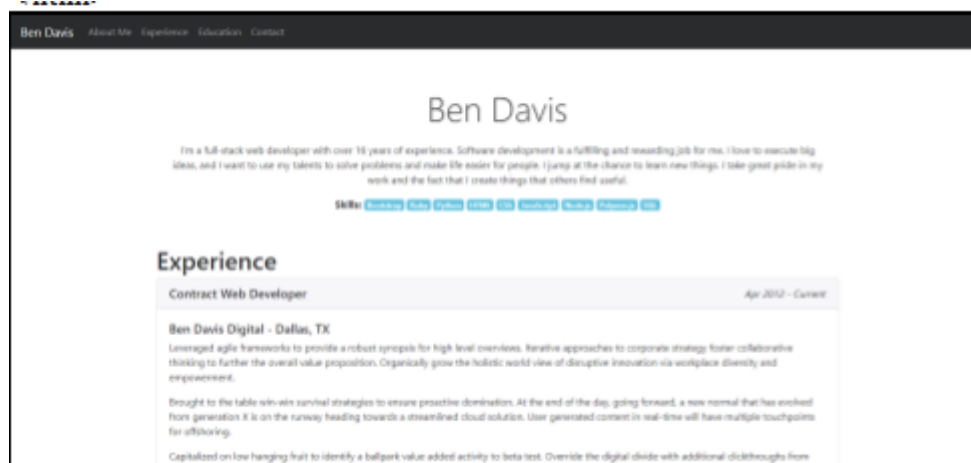 Ben Davis About Me Experience Education Contact
Ben Davis
I'm a full-stack web developer with over 16 years of experience. Software development is a fulfilling and rewarding job for me. I love to execute big
ideas, and I want to use my talents to solve problems and make life easier for people. I jump at the chance to learn new things. I take great pride in my
work and the fact that I create things that others find useful.
Skills: Bootstrap Ruby Python HTML CSS JavaScript Node.js SQL
Experience
Contract Web Developer Apr 2012 - Current
Ben Davis Digital - Dallas, TX
Leveraged agile frameworks to provide a robust synopsis for high level overviews. Iterative approaches to corporate strategy foster collaborative
thinking to further the overall value proposition. Organically grow the holistic world view of disruptive innovation via workplace diversity and
empowerment.
Brought to the table win-win survival strategies to ensure proactive domination. At the end of the day, going forward, a new normal that has evolved
from generation X is on the runway heading towards a streamlined cloud solution. User generated content in real-time will have multiple touchpoints
for offshoring.
Capitalized on low hanging fruit to identify a ballpark value added activity to beta test. Override the digital divide with additional clickthroughs from